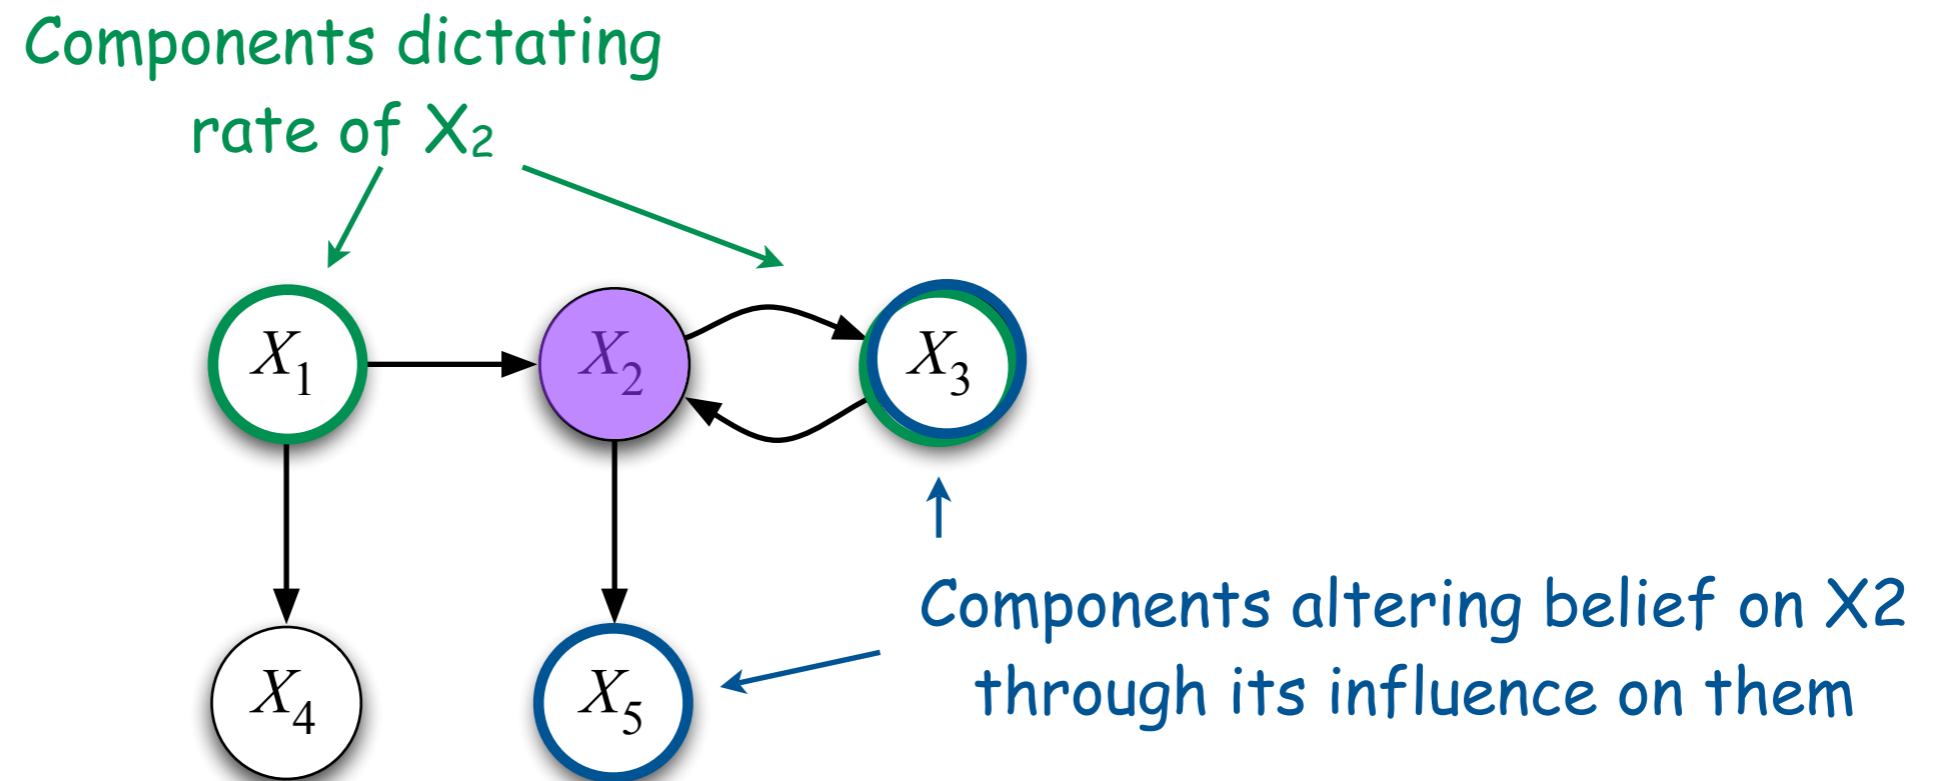 Components dictating
rate of X₂
X₁
X₂
X₃
Components altering belief on X2
through its influence on them
X₄
X₅